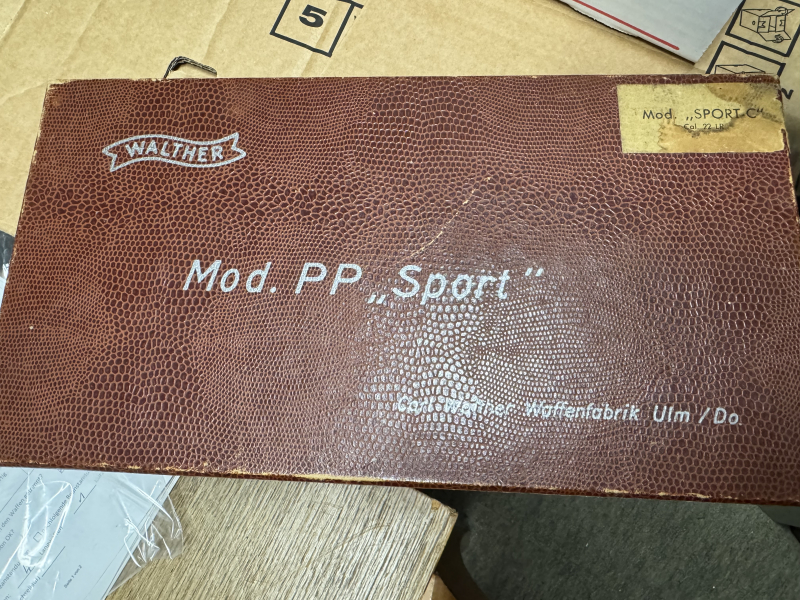 5
Mod. „SPORT-C"
Cal. 22 LR
WALTHER
Mod. PP „Sport"
Carl Walther Waffenfabrik Ulm/Do.